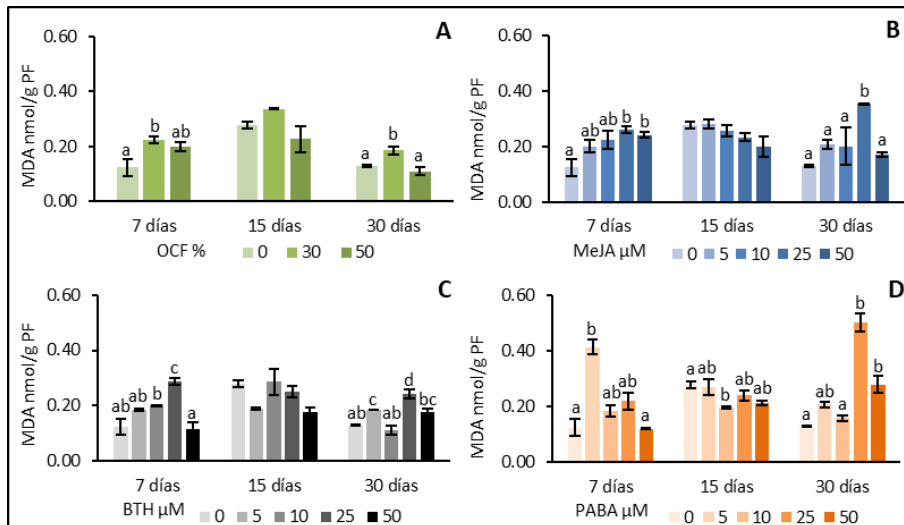 A
MDA nmol/g PF
0.60
0.40
0.20
0.00
a b ab
a b a
7 días 15 días 30 días
OCF % 0 30 50
B
MDA nmol/g PF
0.60
0.40
0.20
0.00
a ab ab b b
a a a b a
7 días 15 días 30 días
MeJA µM 0 5 10 25 50
C
MDA nmol/g PF
0.60
0.40
0.20
0.00
ab ab b c a
ab c ab d bc
7 días 15 días 30 días
BTH µM 0 5 10 25 50
D
MDA nmol/g PF
0.60
0.40
0.20
0.00
a b ab ab a
a ab b ab ab
a ab a b b
7 días 15 días 30 días
PABA µM 0 5 10 25 50